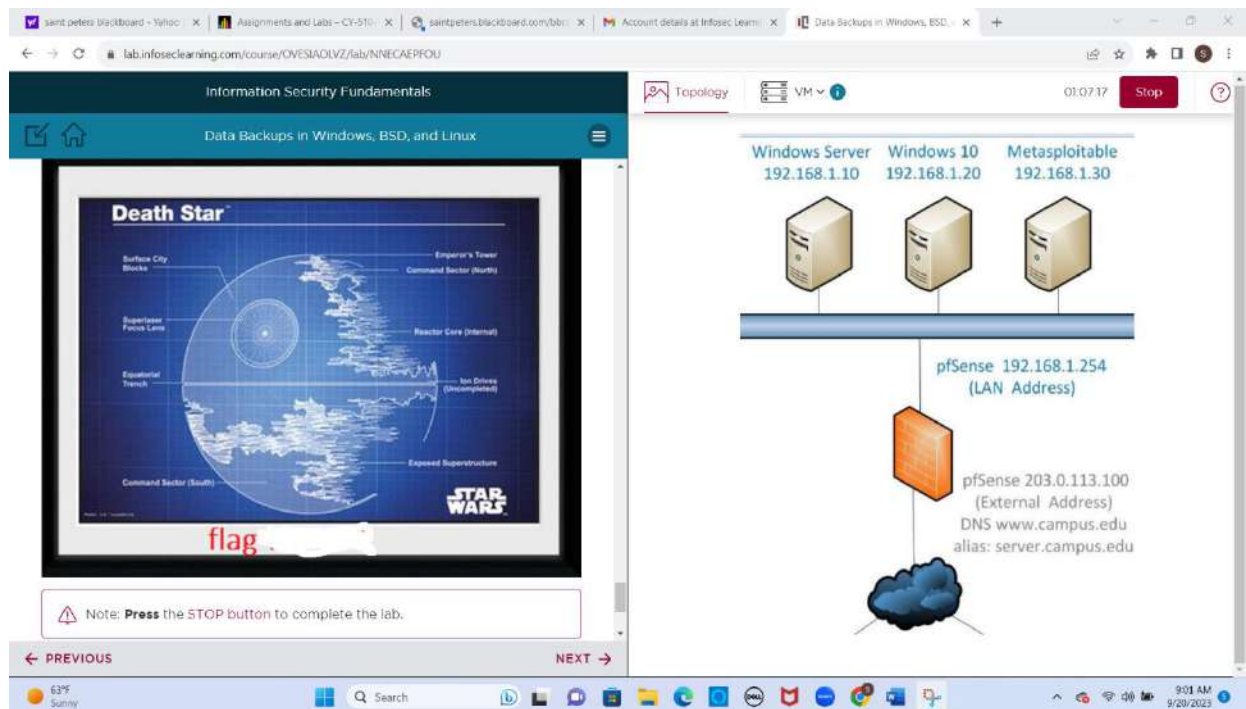 saint peters blackboard - Yahoo
Assignments and Labs – CY-510-
saintpeters.blackboard.com/bbc
Account details at Infosec Learni
Data Backups in Windows, BSD,
lab.infoseclearning.com/course/OVESIAOLVZ/lab/NNECAEPFOU
S
Information Security Fundamentals
Data Backups in Windows, BSD, and Linux
Topology
VM
01:07:17
Stop
Death Star™
Surface City
Blocks
Emperor's Tower
Command Sector (North)
Superlaser
Focus Lens
Reactor Core (Internal)
Equatorial
Trench
Ion Drives
(Uncompleted)
Exposed Superstructure
Command Sector (South)
STAR
WARS
flag
Note: Press the STOP button to complete the lab.
← PREVIOUS
NEXT →
Windows Server
192.168.1.10
Windows 10
192.168.1.20
Metasploitable
192.168.1.30
pfSense 192.168.1.254
(LAN Address)
pfSense 203.0.113.100
(External Address)
DNS www.campus.edu
alias: server.campus.edu
63°F
Sunny
Search
DELL
9:01 AM
9/20/2023